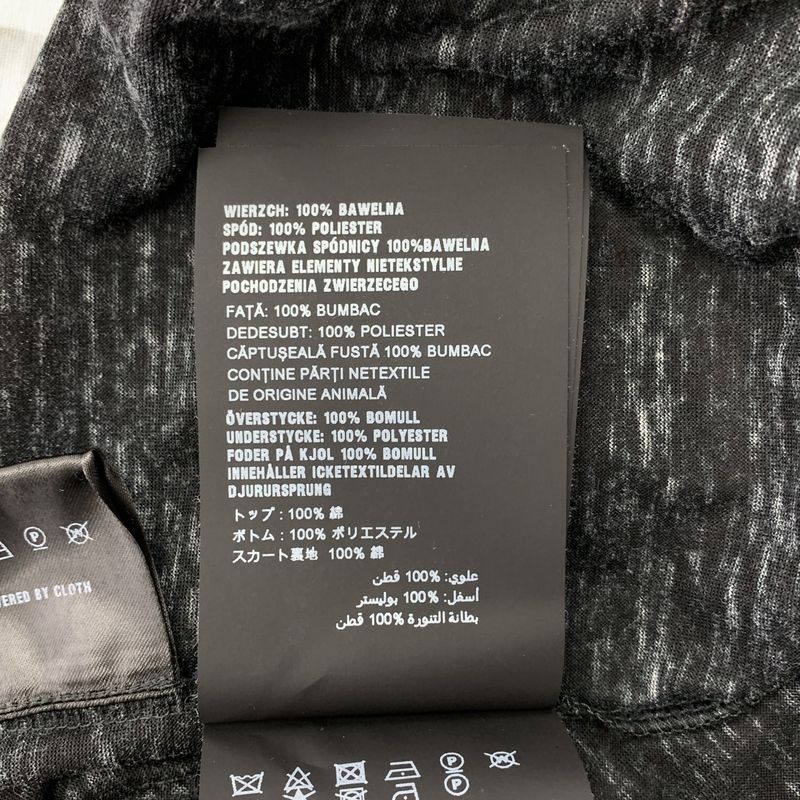 WIERZCH: 100% BAWELNA
SPÓD: 100% POLIESTER
PODSZEWKA SPÓDNICY 100%BAWELNA
ZAWIERA ELEMENTY NIETEKSTYLNE
POCHODZENIA ZWIERZECEGO
FAȚĂ: 100% BUMBAC
DEDESUBT: 100% POLIESTER
CĂPTUȘEALĂ FUSTĂ 100% BUMBAC
CONȚINE PĂRȚI NETEXTILE
DE ORIGINE ANIMALĂ
ÖVERSTYCKE: 100% BOMULL
UNDERSTYCKE: 100% POLYESTER
FODER PÅ KJOL 100% BOMULL
INNEHÅLLER ICKETEXTILDELAR AV
DJURURSPRUNG
トップ : 100% 綿
ボトム : 100% ポリエステル
スカート裏地 100% 綿
علوي: 100% قطن
أسفل: 100% بوليستر
بطانة التنورة 100% قطن
P W
BY CLOTH
P W
P